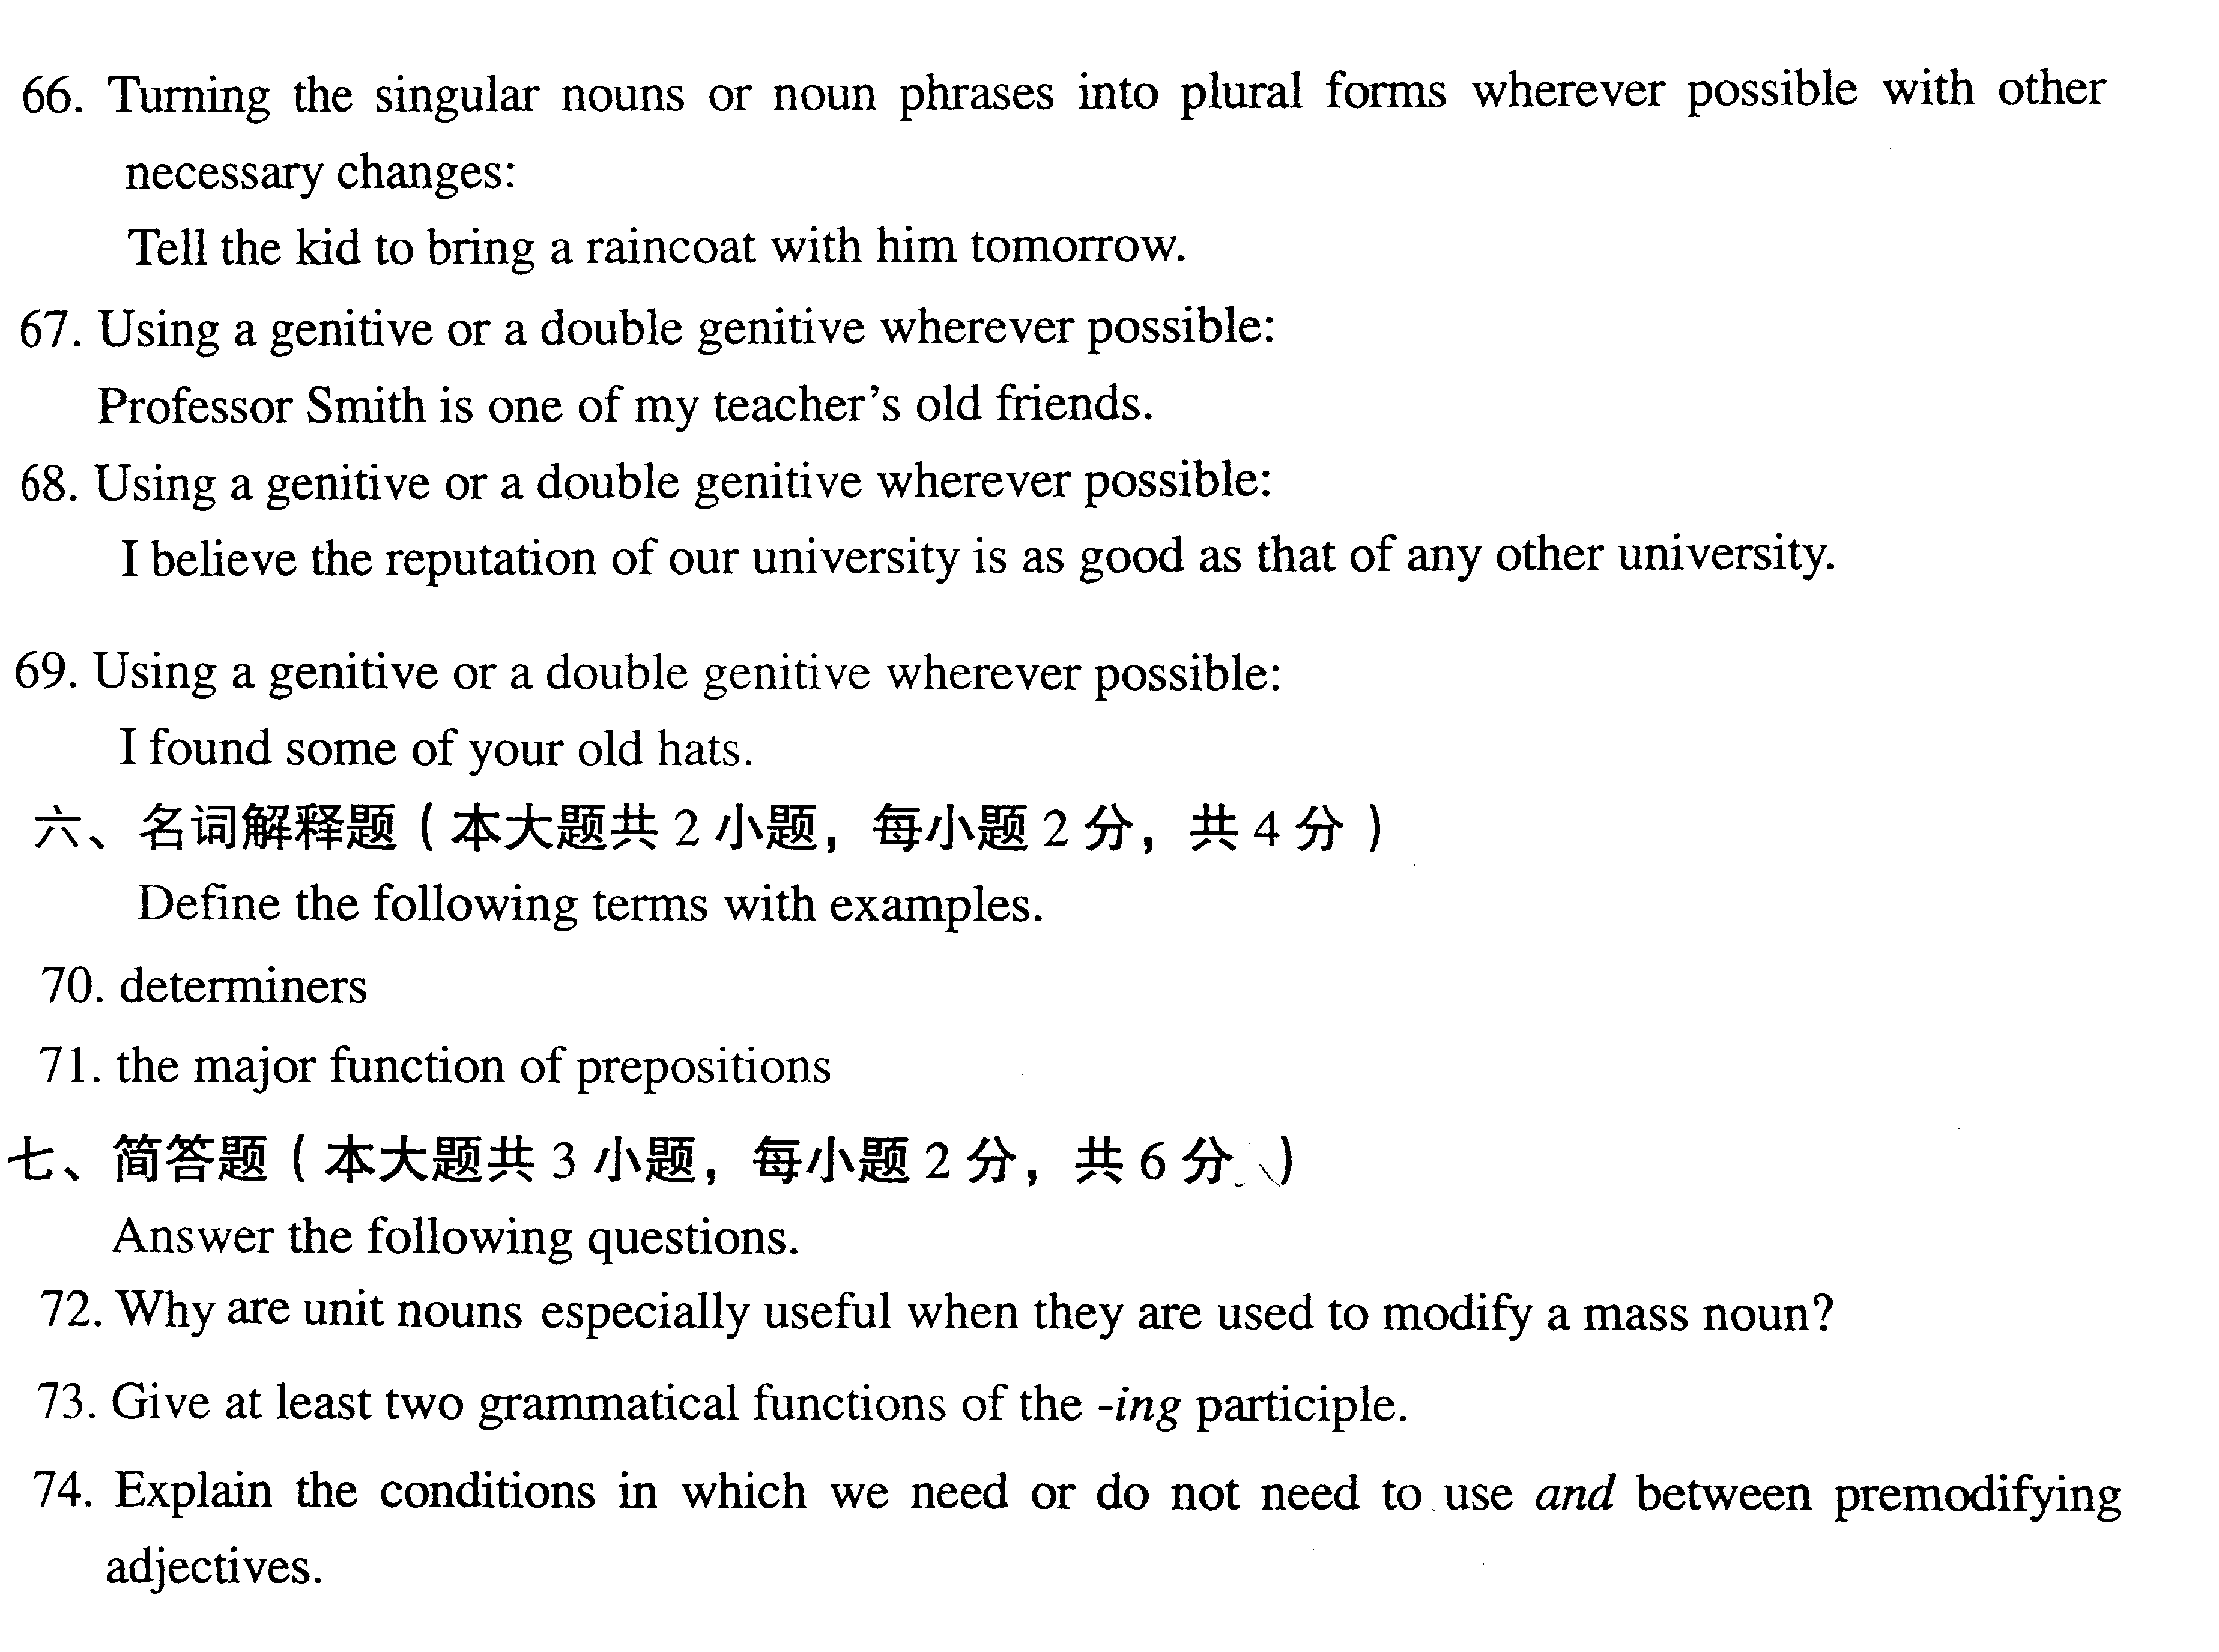 66. Turning the singular nouns or noun phrases into plural forms wherever possible with other
necessary changes:
Tell the kid to bring a raincoat with him tomorrow.
67. Using a genitive or a double genitive wherever possible:
Professor Smith is one of my teacher's old friends.
68. Using a genitive or a double genitive wherever possible:
I believe the reputation of our university is as good as that of any other university.
69. Using a genitive or a double genitive wherever possible:
I found some of your old hats.
六、名词解释题(本大题共2小题，每小题2分，共4分)
Define the following terms with examples.
70. determiners
71. the major function of prepositions
七、简答题(本大题共3小题，每小题2分，共6分、)
Answer the following questions.
72. Why are unit nouns especially useful when they are used to modify a mass noun?
73. Give at least two grammatical functions of the -ing participle.
74. Explain the conditions in which we need or do not need to use and between premodifying
adjectives.